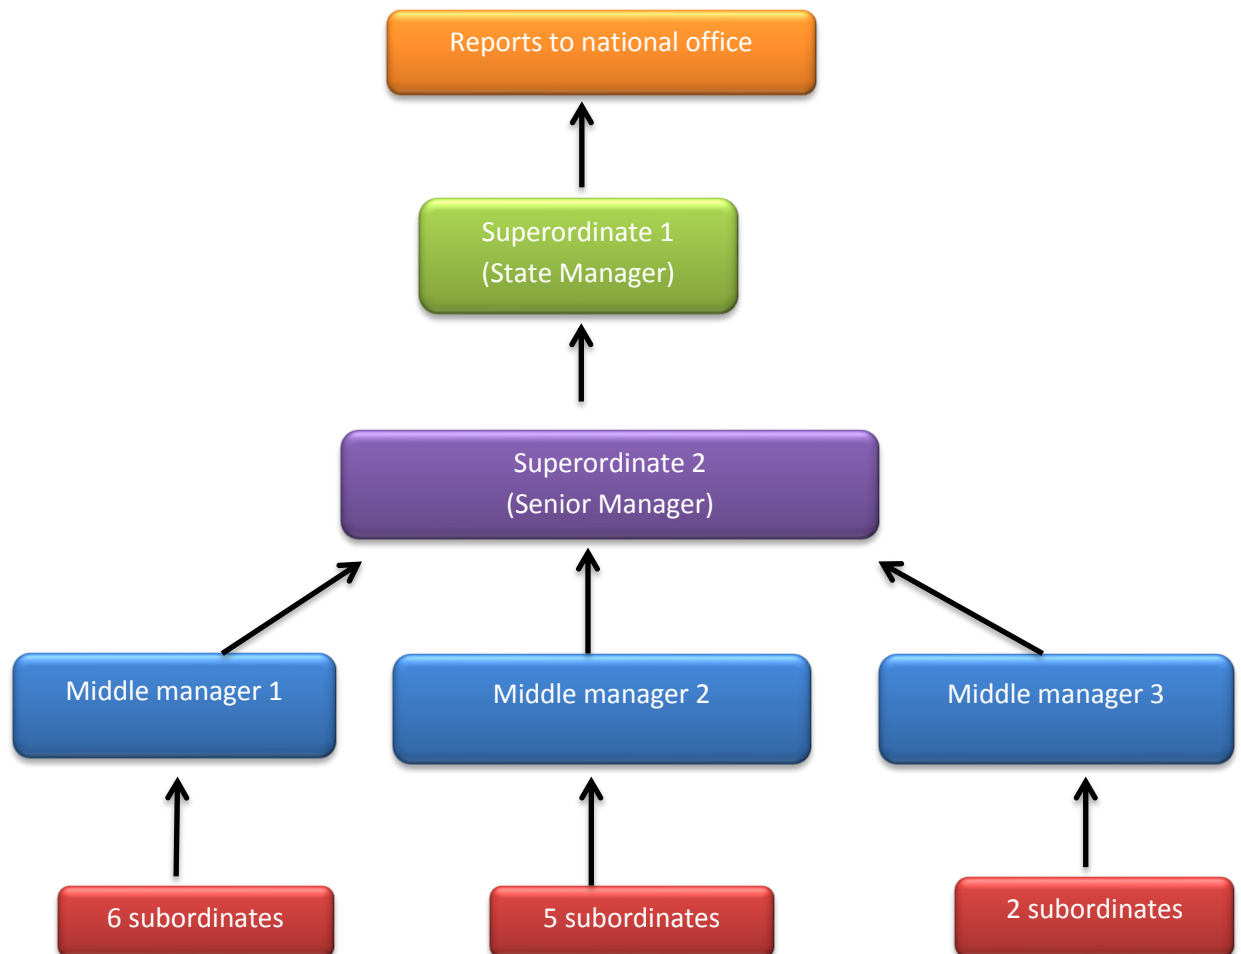 Reports to national office
Superordinate 1
(State Manager)
Superordinate 2
(Senior Manager)
Middle manager 1
Middle manager 2
Middle manager 3
6 subordinates
5 subordinates
2 subordinates